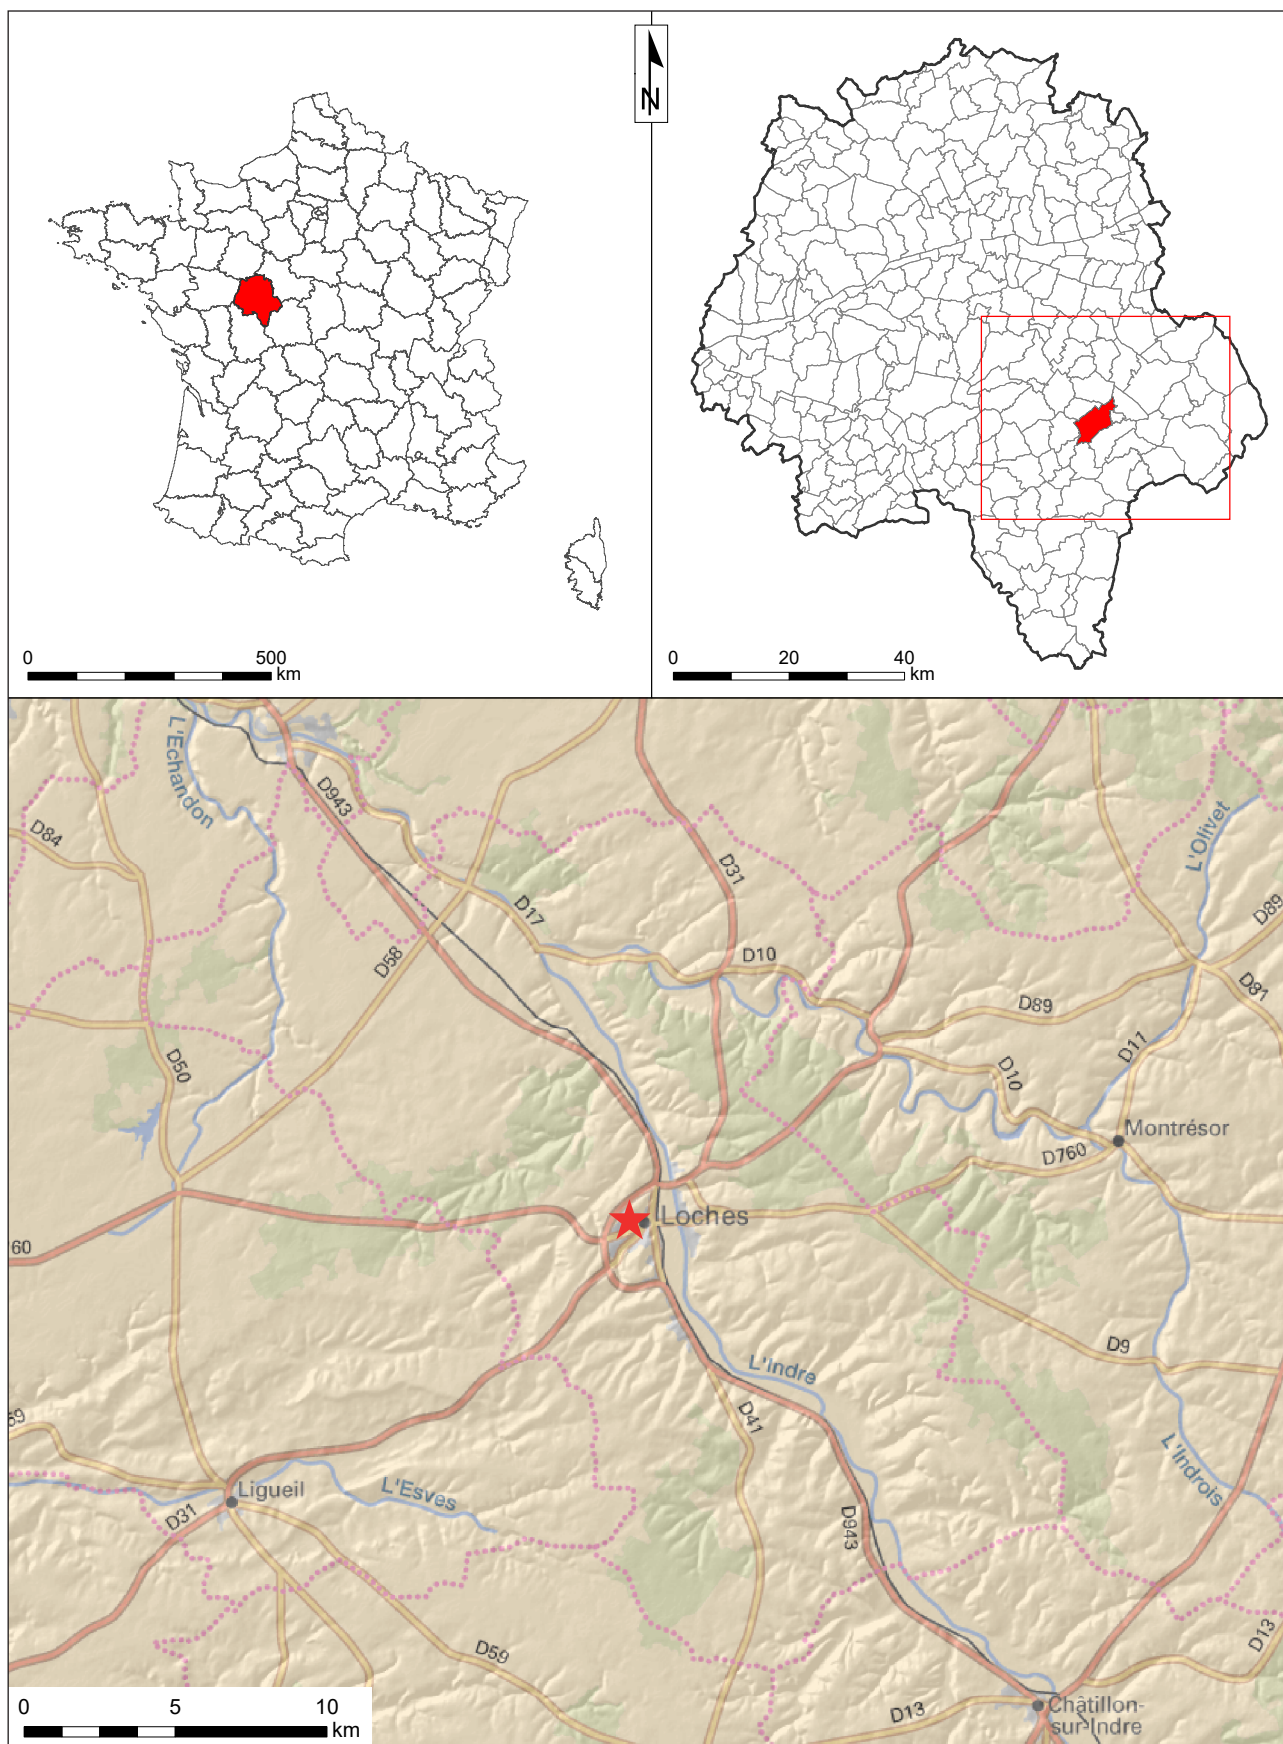 N
0
500
km
0
20
40
km
L'Echandon
D943
D84
D31
L'Olivet
D17
D89
D58
D10
D81
D89
D11
D50
D10
Montrésor
D760
Loches
60
D9
L'Indre
D41
59
L'Indrois
Ligueil
L'Esves
D31
D943
D13
D59
0
5
10
km
D13
Châtillon-
sur-Indre